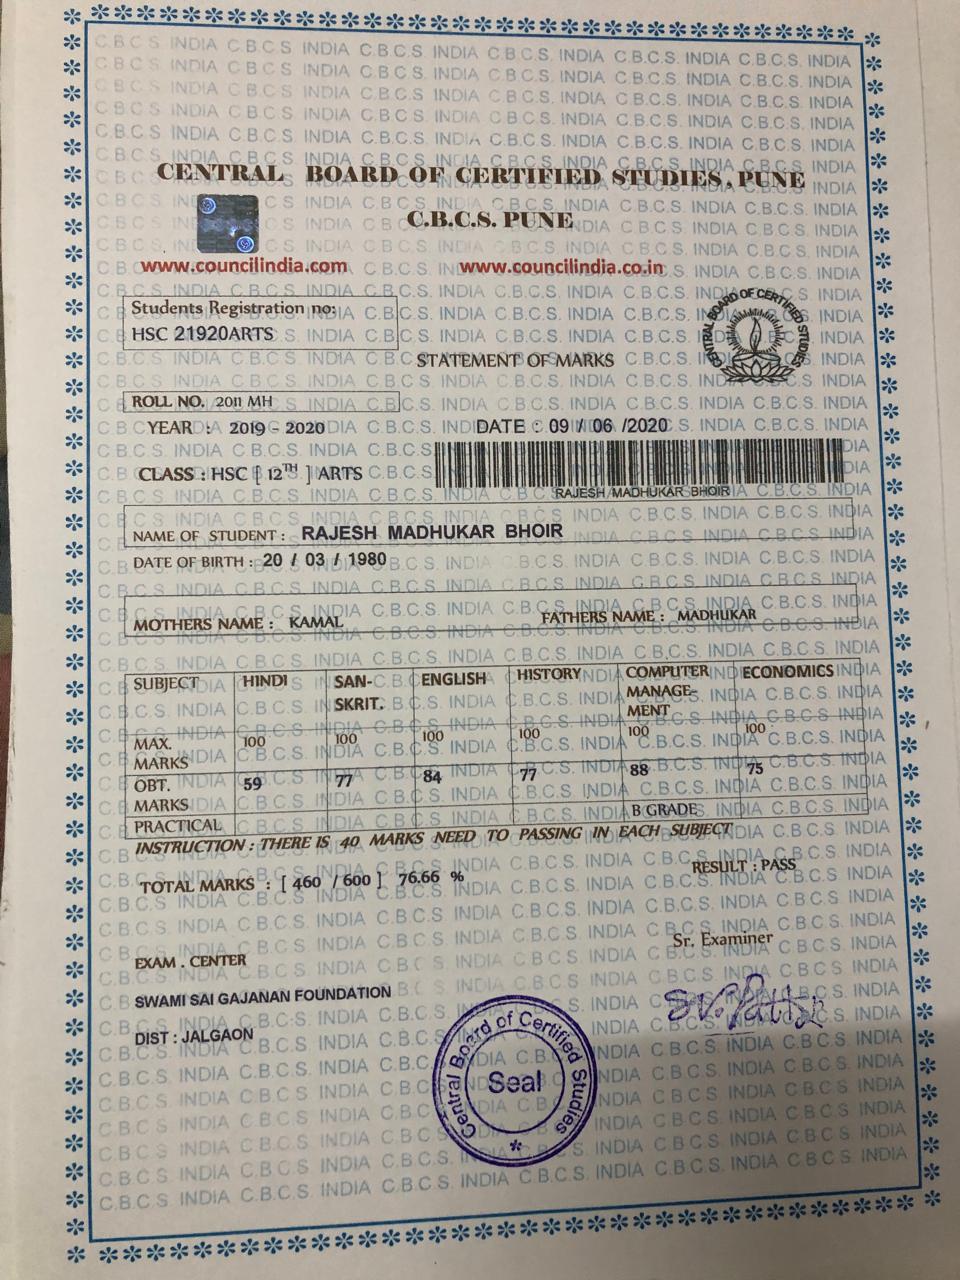 CENTRAL BOARD OF CERTIFIED STUDIES, PUNE
C.B.C.S. PUNE
www.councilindia.com www.councilindia.co.in
Students Registration no:
HSC 21920ARTS
CENTRAL BOARD OF CERTIFIED STUDIES
STATEMENT OF MARKS
ROLL NO. 2011 MH
YEAR : 2019 - 2020 DATE : 09 / 06 /2020
CLASS : HSC [ 12TH ] ARTS
RAJESH MADHUKAR BHOIR
NAME OF STUDENT : RAJESH MADHUKAR BHOIR
DATE OF BIRTH : 20 / 03 / 1980
MOTHERS NAME : KAMAL FATHERS NAME : MADHUKAR
SUBJECT HINDI SAN- ENGLISH HISTORY COMPUTER ECONOMICS
SKRIT. MANAGE-
MENT
MAX. 100 100 100 100 100 100
MARKS
OBT. 59 77 84 77 88 75
MARKS
PRACTICAL B GRADE
INSTRUCTION : THERE IS 40 MARKS NEED TO PASSING IN EACH SUBJECT
TOTAL MARKS : [ 460 / 600 ] 76.66 % RESULT : PASS
Sr. Examiner
EXAM . CENTER
SWAMI SAI GAJANAN FOUNDATION
DIST : JALGAON
Central Board of Certified Studies
Seal
C.B.C.S. INDIA